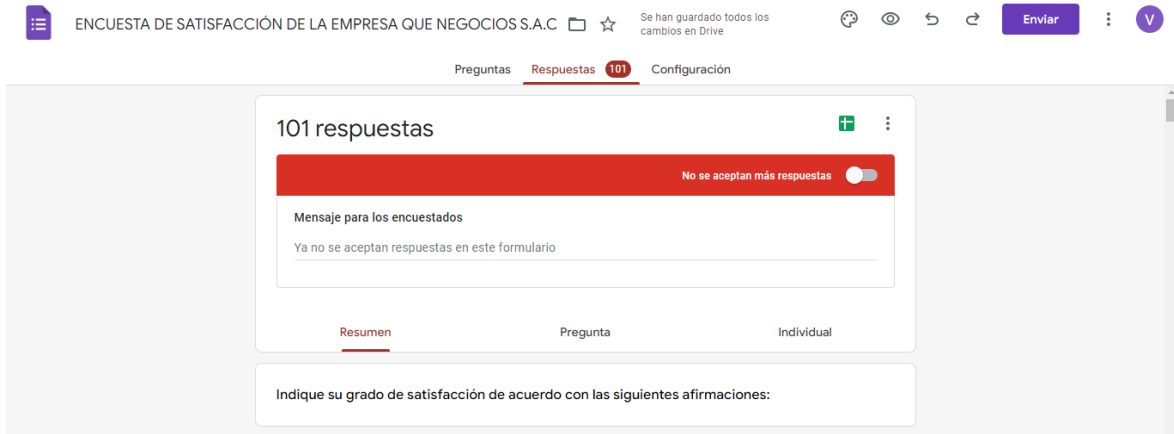 ENCUESTA DE SATISFACCIÓN DE LA EMPRESA QUE NEGOCIOS S.A.C
Se han guardado todos los
cambios en Drive
Enviar
V
Preguntas
Respuestas 101
Configuración
101 respuestas
No se aceptan más respuestas
Mensaje para los encuestados
Ya no se aceptan respuestas en este formulario
Resumen
Pregunta
Individual
Indique su grado de satisfacción de acuerdo con las siguientes afirmaciones: